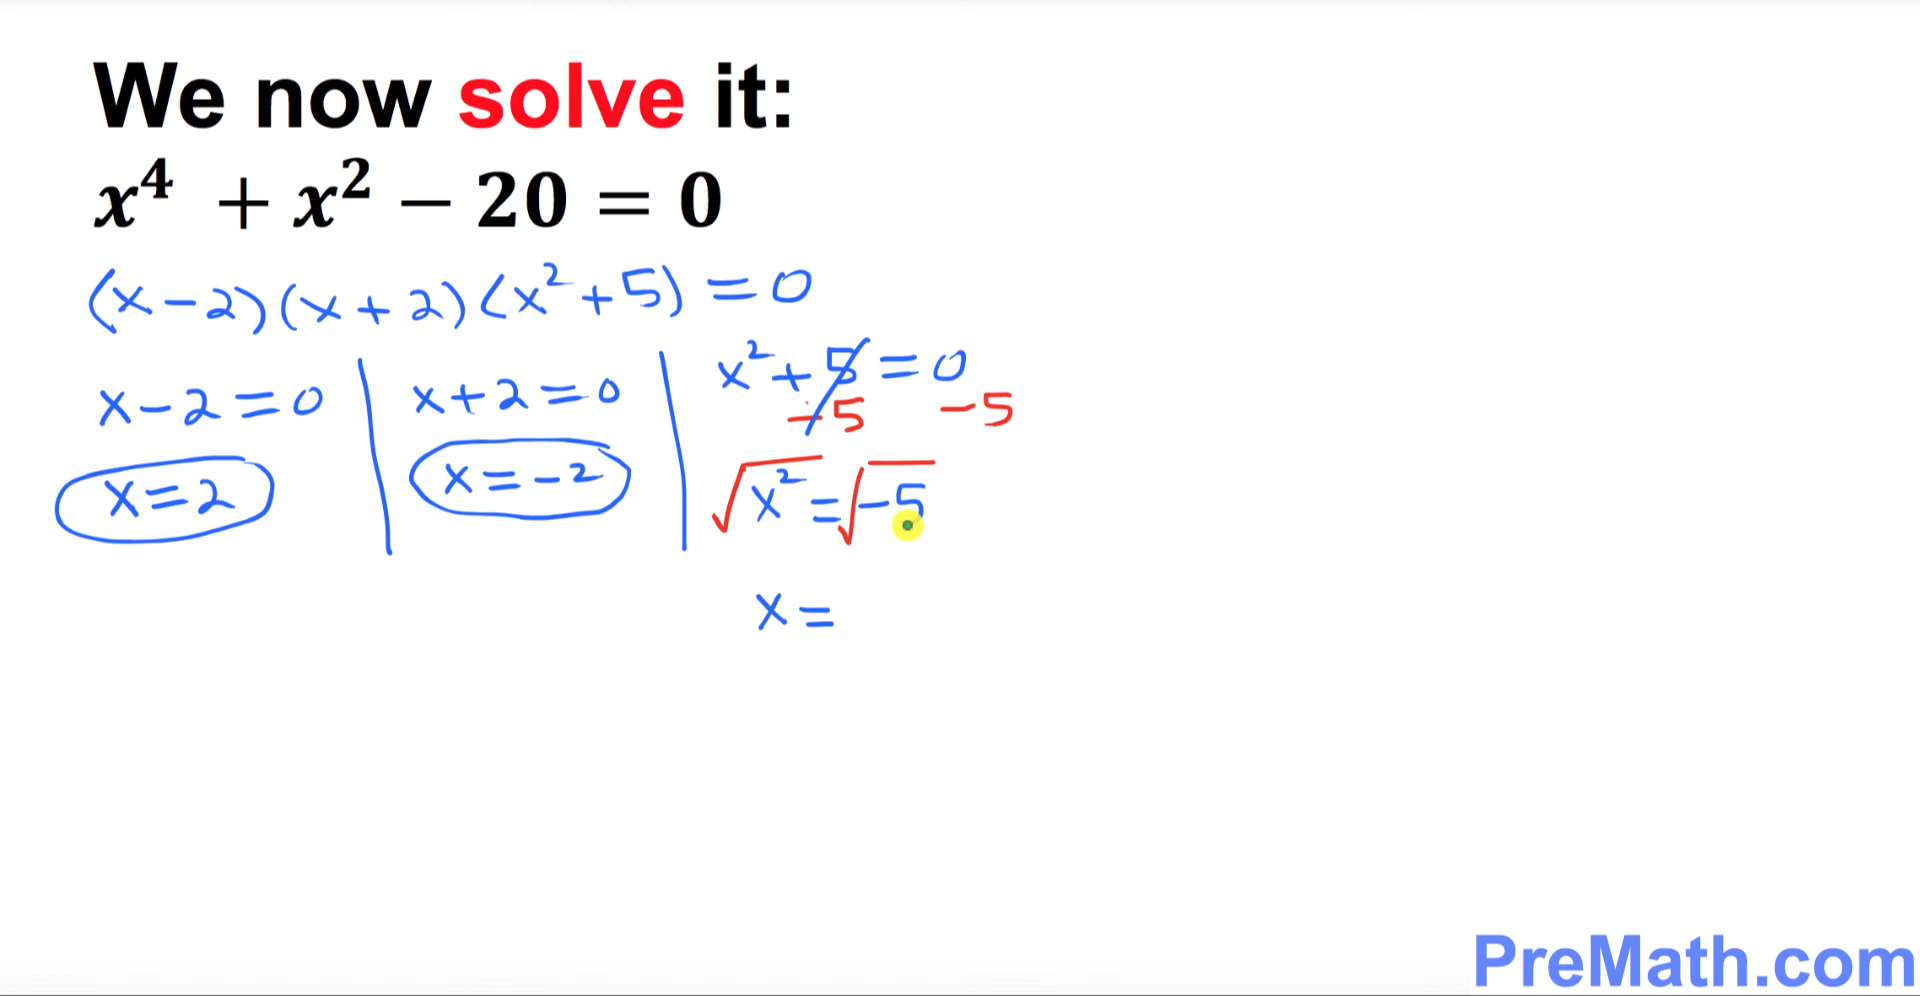 We now solve it:
x⁴ + x² − 20 = 0
(x−2)(x+2)(x²+5) = 0
x−2=0
x=2
x+2=0
x=−2
x²+5=0
−5 −5
√x² = √−5
x =
PreMath.com